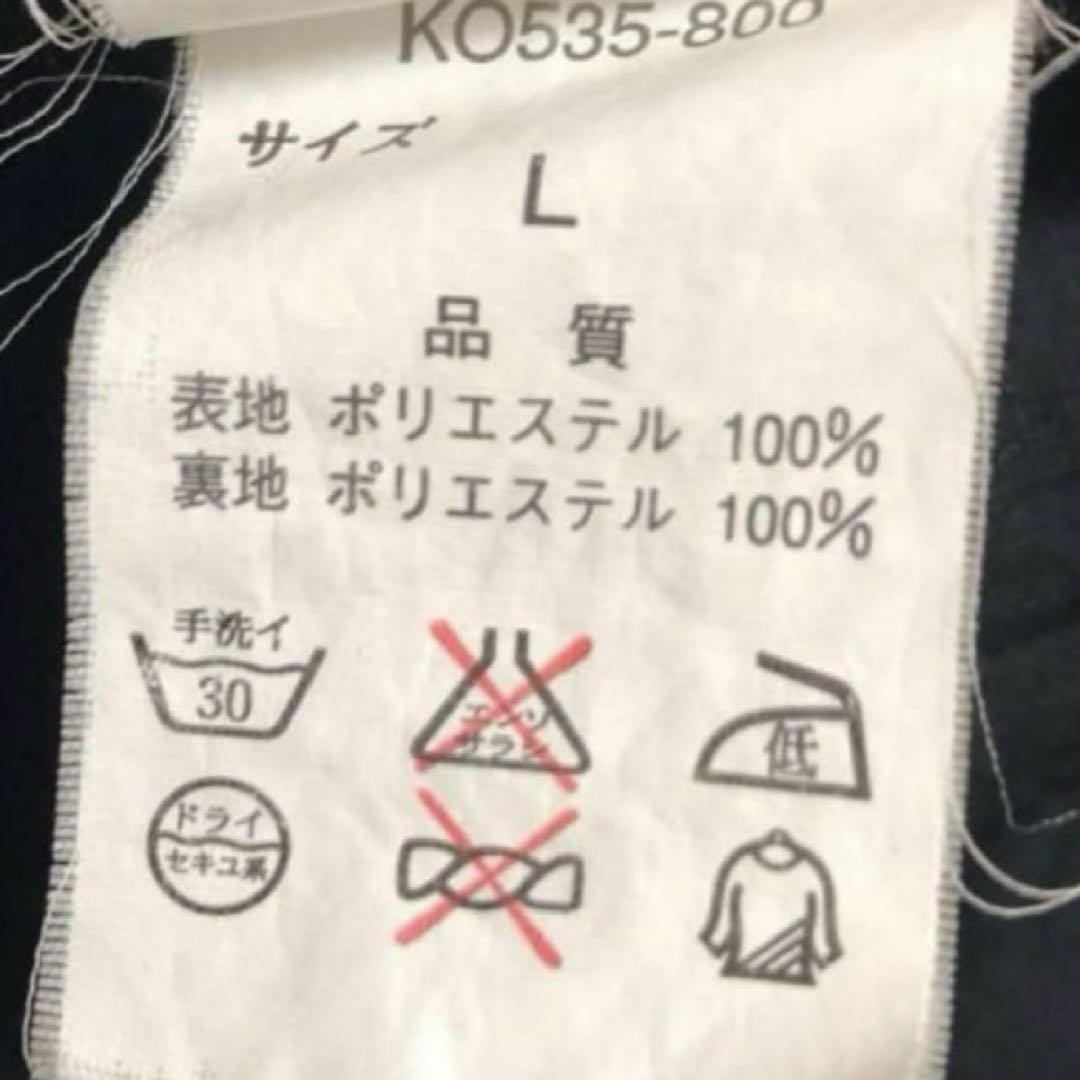 KO535-800
サイズ
L
品 質
表地 ポリエステル 100%
裏地 ポリエステル 100%
手洗イ
30
エンソ
サラシ
低
ドライ
セキユ系